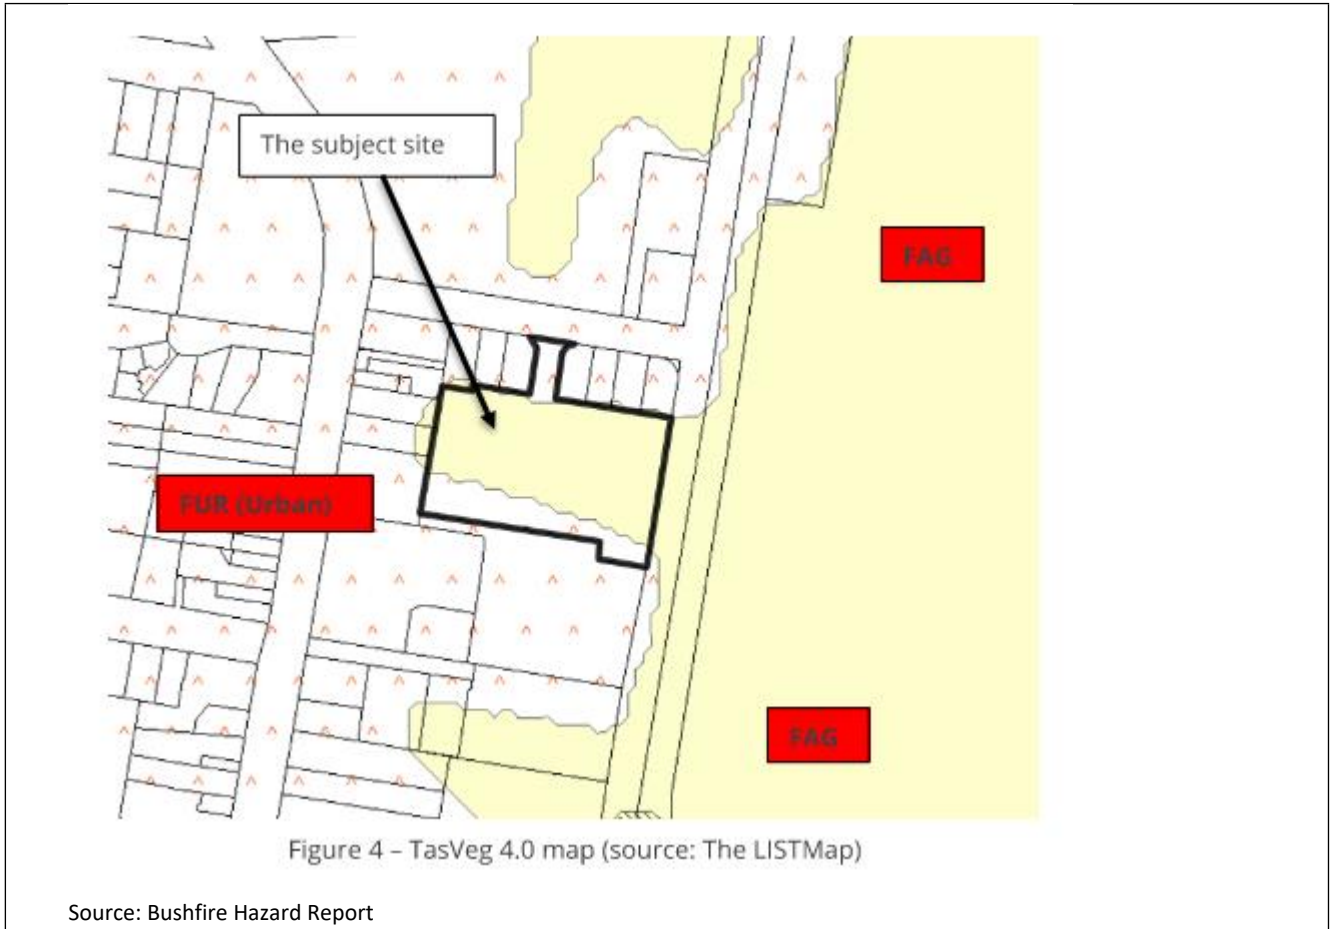 The subject site
FAG
FUR (Urban)
FAG
Figure 4 – TasVeg 4.0 map (source: The LISTMap)
Source: Bushfire Hazard Report